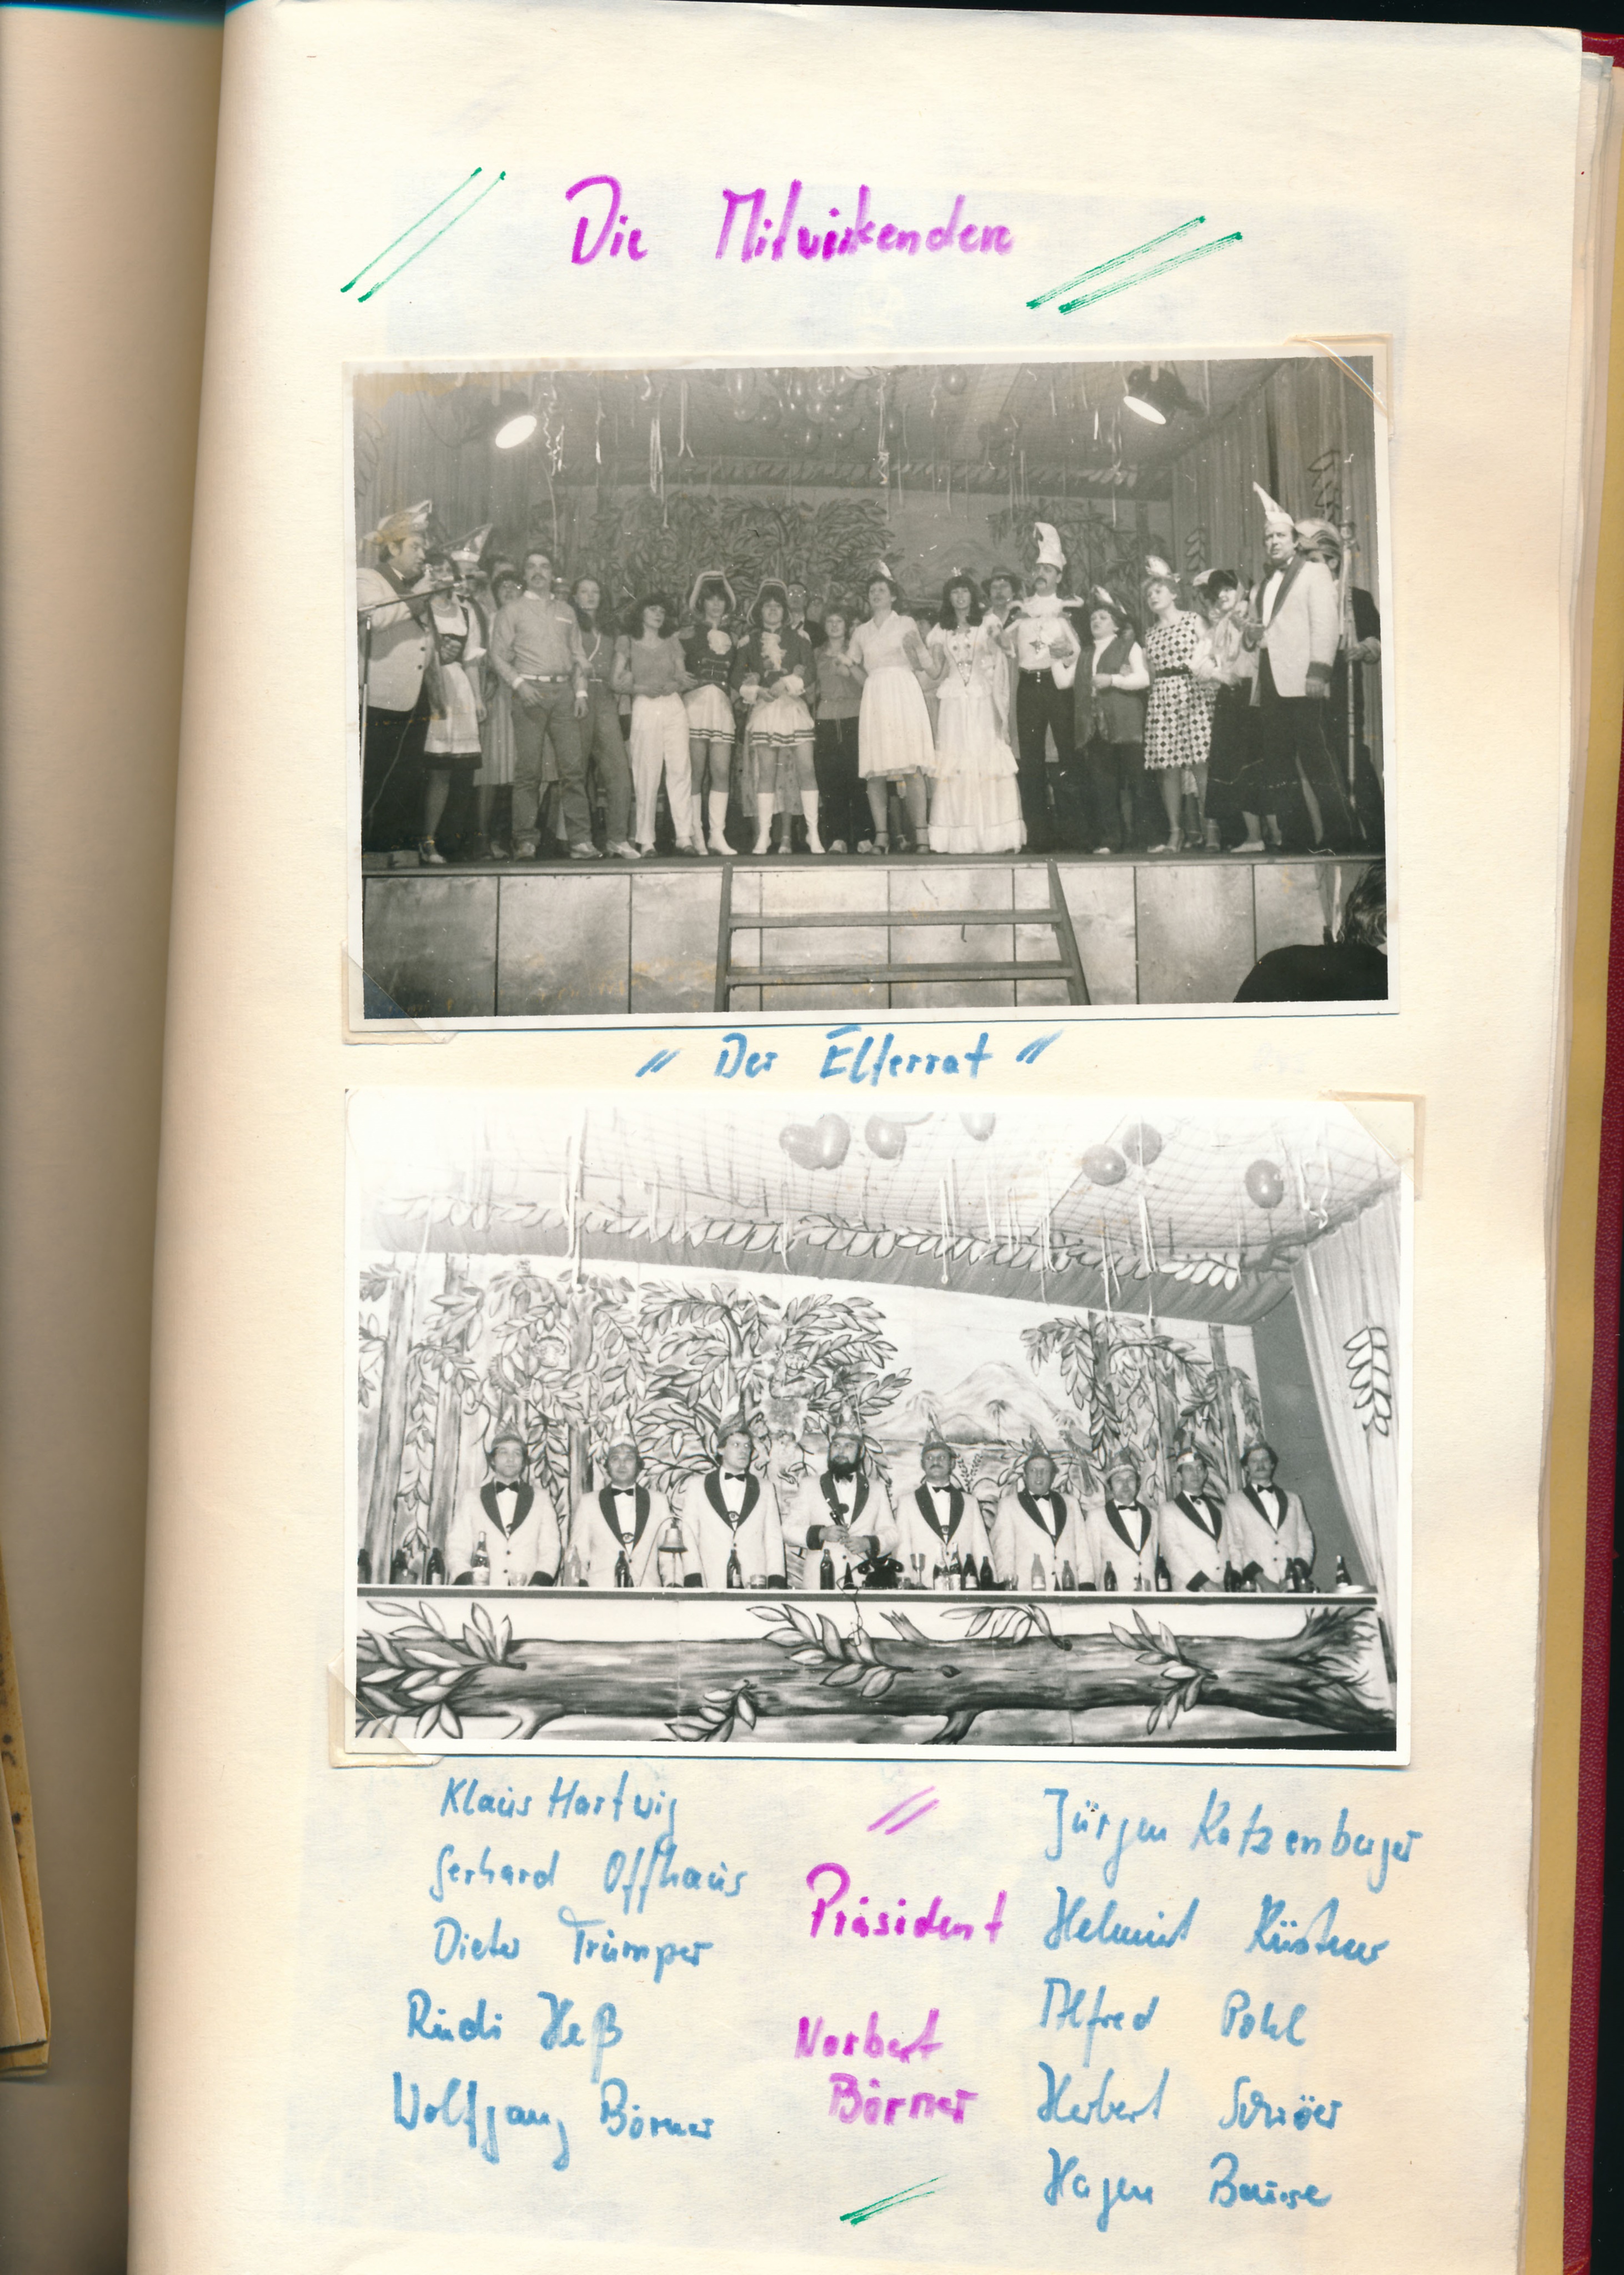 Die Mitwirkenden
" Der Elferrat "
Klaus Hartwig
Gerhard Offhaus
Dieter Trümper
Rudi Heß
Wolfgang Börner
Präsident
Norbert
Börner
Jürgen Katzenberger
Helmut Küstner
Alfred Pohl
Herbert Schröer
Hagen Bause